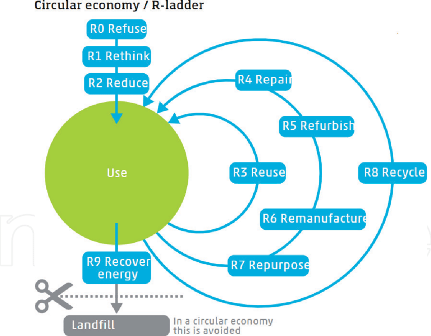 Circular economy / R-ladder
R0 Refuse
R1 Rethink
R2 Reduce
R4 Repair
R5 Refurbish
Use
R3 Reuse
R8 Recycle
R6 Remanufacture
R9 Recover
energy
R7 Repurpose
Landfill
In a circular economy
this is avoided